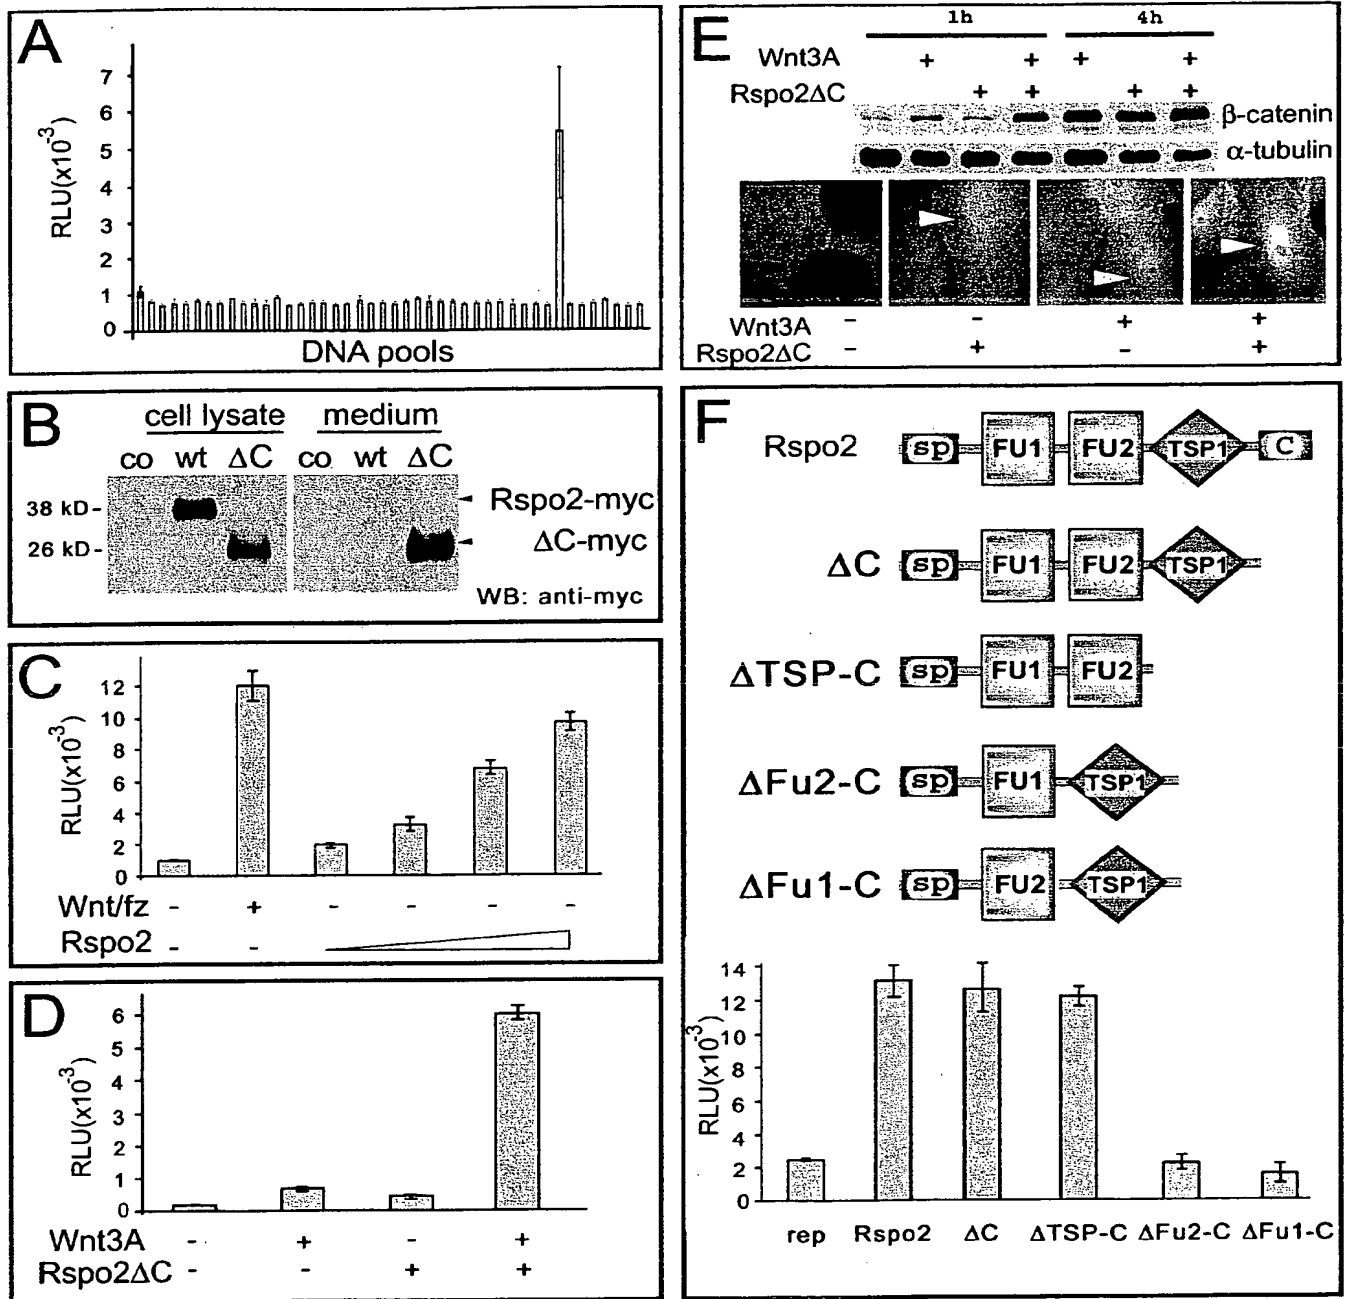 A
RLU(x10⁻³)
7
6
5
4
3
2
1
0
DNA pools
B
cell lysate medium
co wt ΔC co wt ΔC
38 kD-
26 kD-
Rspo2-myc
ΔC-myc
WB: anti-myc
C
RLU(x10⁻³)
12
10
8
6
4
2
0
Wnt/fz - + - - - -
Rspo2 - -
D
RLU(x10⁻³)
6
5
4
3
2
1
0
Wnt3A - + - +
Rspo2ΔC - - + +
E
1h 4h
Wnt3A + + + +
Rspo2ΔC + + + +
β-catenin
α-tubulin
Wnt3A - - + +
Rspo2ΔC - + - +
F
Rspo2 sp FU1 FU2 TSP1 C
ΔC sp FU1 FU2 TSP1
ΔTSP-C sp FU1 FU2
ΔFu2-C sp FU1 TSP1
ΔFu1-C sp FU2 TSP1
RLU(x10⁻³)
14
12
10
8
6
4
2
0
rep Rspo2 ΔC ΔTSP-C ΔFu2-C ΔFu1-C